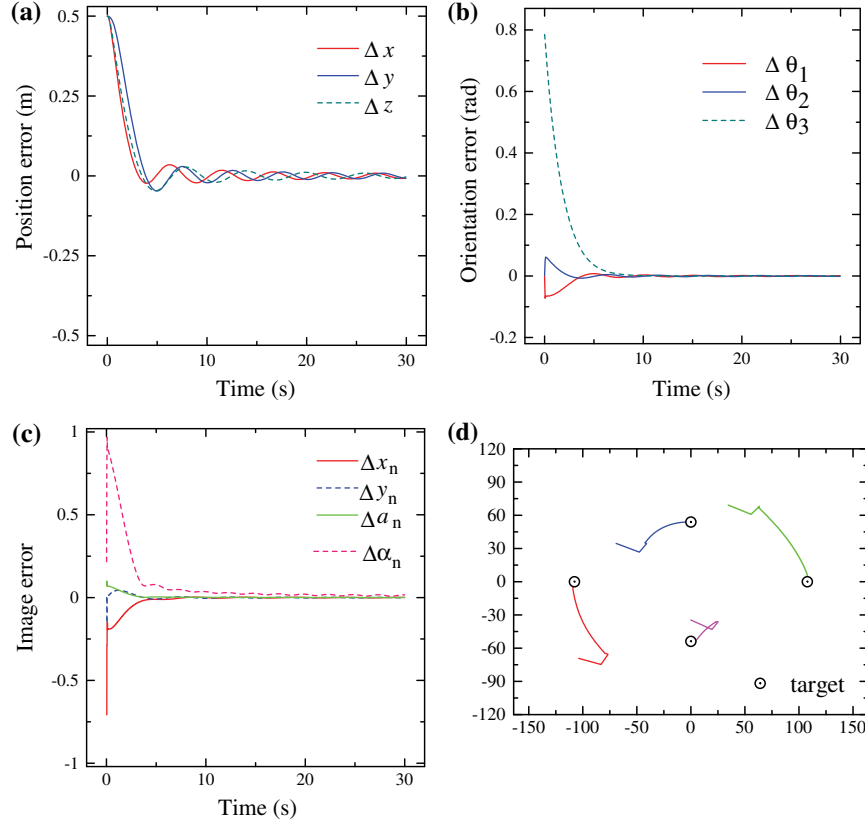 (a)
0.5
0.25
0
-0.25
-0.5
Position error (m)
Δ x
Δ y
Δ z
0
10
20
30
Time (s)
(b)
0.8
0.6
0.4
0.2
0
-0.2
Orientation error (rad)
Δ θ1
Δ θ2
Δ θ3
0
10
20
30
Time (s)
(c)
1
0.5
0
-0.5
-1
Image error
Δxn
Δyn
Δan
Δαn
0
10
20
30
Time (s)
(d)
120
90
60
30
0
-30
-60
-90
-120
target
-150
-100
-50
0
50
100
150